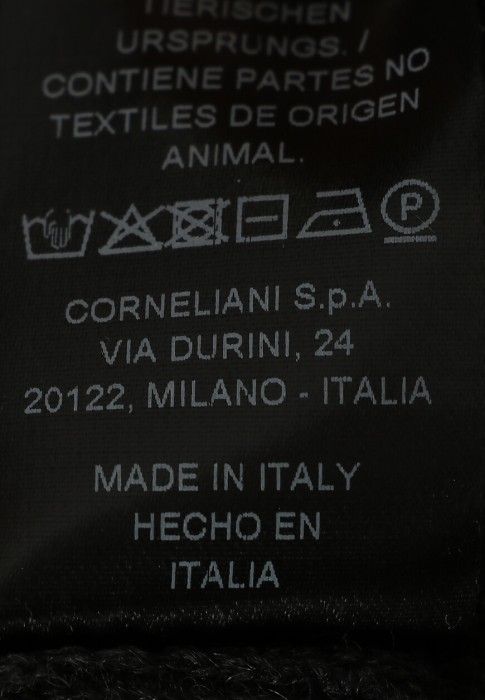 TIERISCHEN
URSPRUNGS. /
CONTIENE PARTES NO
TEXTILES DE ORIGEN
ANIMAL.
P
CORNELIANI S.p.A.
VIA DURINI, 24
20122, MILANO - ITALIA
MADE IN ITALY
HECHO EN
ITALIA